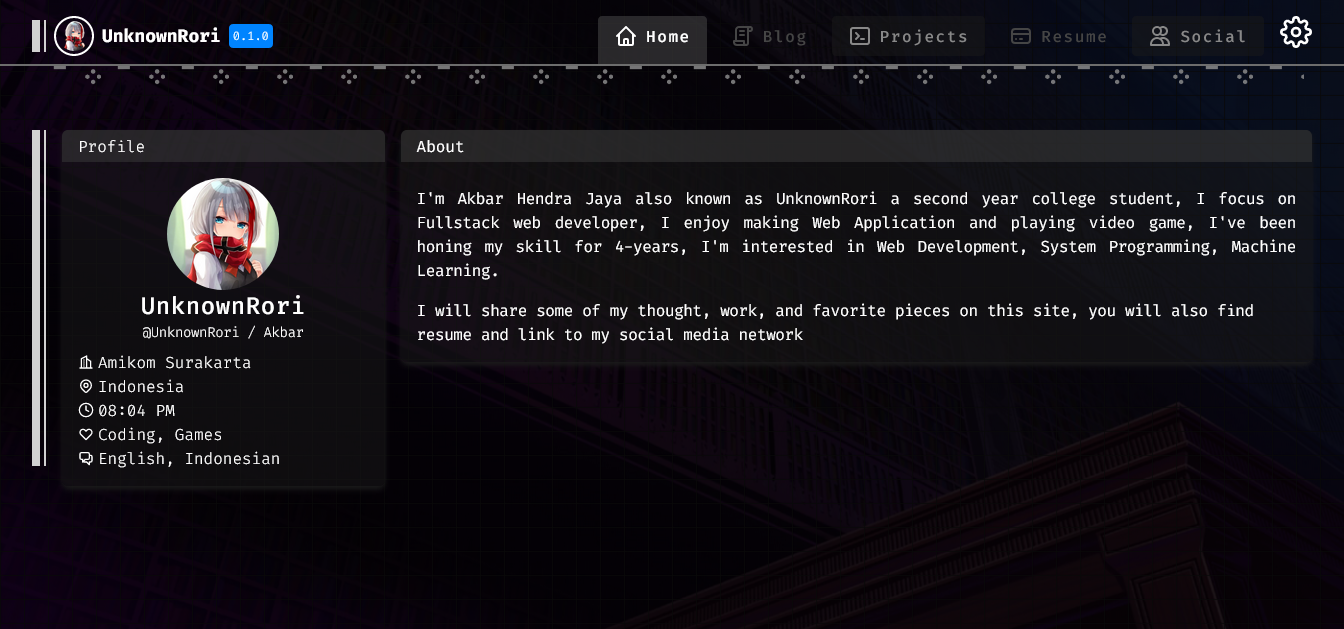 UnknownRori 0.1.0 Home Blog Projects Resume Social
Profile
UnknownRori
@UnknownRori / Akbar
Amikom Surakarta
Indonesia
08:04 PM
Coding, Games
English, Indonesian
About
I'm Akbar Hendra Jaya also known as UnknownRori a second year college student, I focus on
Fullstack web developer, I enjoy making Web Application and playing video game, I've been
honing my skill for 4-years, I'm interested in Web Development, System Programming, Machine
Learning.
I will share some of my thought, work, and favorite pieces on this site, you will also find
resume and link to my social media network